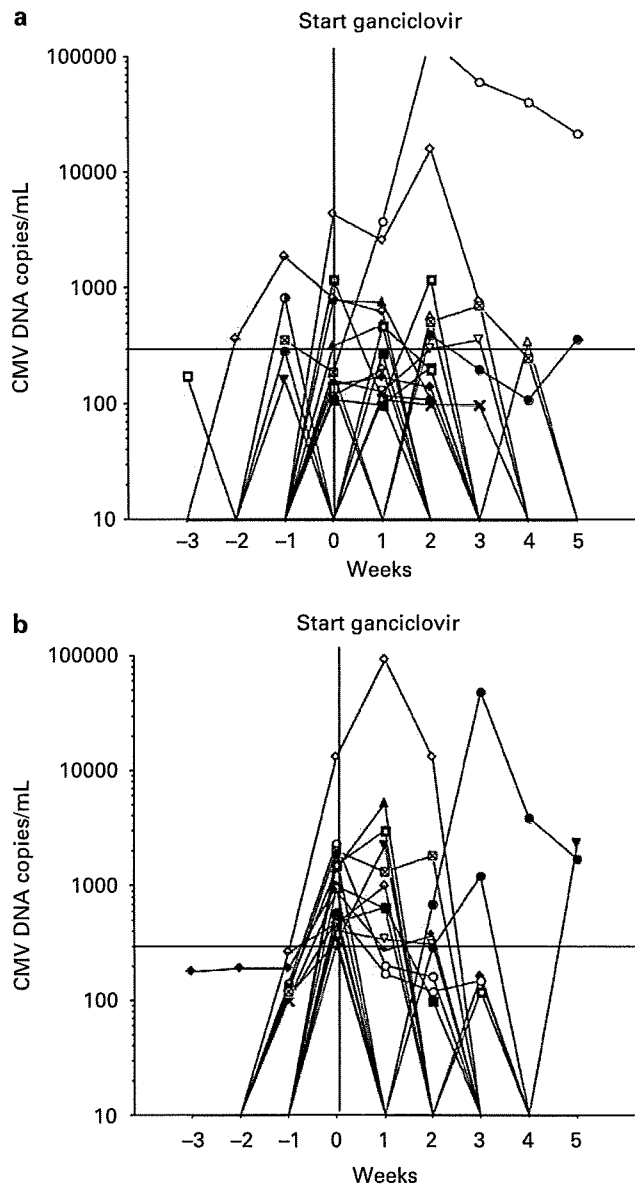 a
Start ganciclovir
100000
10000
1000
100
10
CMV DNA copies/mL
–3 –2 –1 0 1 2 3 4 5
Weeks
b
Start ganciclovir
100000
10000
1000
100
10
CMV DNA copies/mL
–3 –2 –1 0 1 2 3 4 5
Weeks